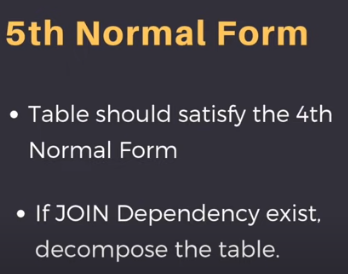 5th Normal Form
• Table should satisfy the 4th
Normal Form
• If JOIN Dependency exist,
decompose the table.